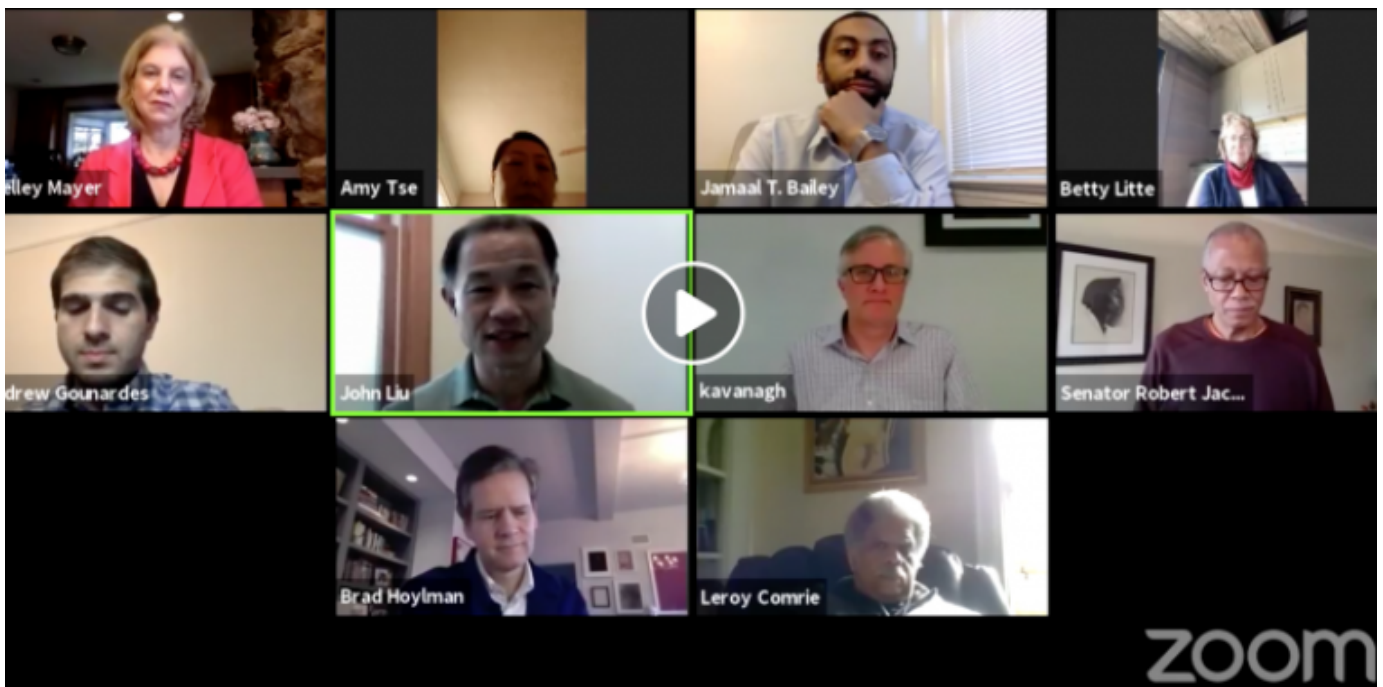 elley Mayer
Amy Tse
Jamaal T. Bailey
Betty Litte
drew Gounardes
John Liu
kavanagh
Senator Robert Jac...
Brad Hoylman
Leroy Comrie
zoom